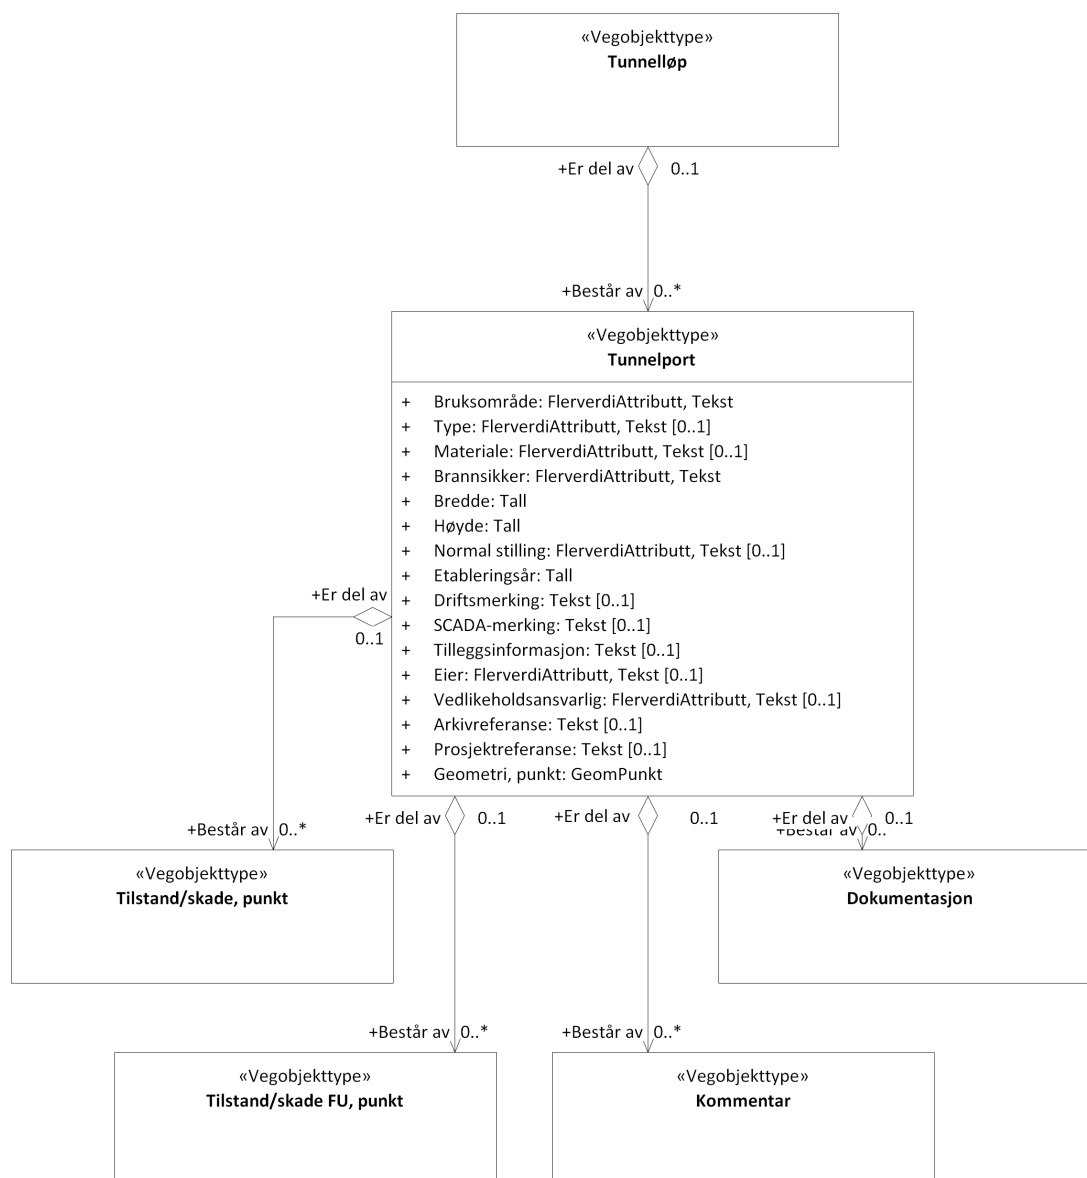 «Vegobjekttype»
Tunnelløp
+Er del av 0..1
+Består av 0..*
«Vegobjekttype»
Tunnelport
+ Bruksområde: FlerverdiAttributt, Tekst
+ Type: FlerverdiAttributt, Tekst [0..1]
+ Materiale: FlerverdiAttributt, Tekst [0..1]
+ Brannsikker: FlerverdiAttributt, Tekst
+ Bredde: Tall
+ Høyde: Tall
+ Normal stilling: FlerverdiAttributt, Tekst [0..1]
+ Etableringsår: Tall
+ Driftsmerking: Tekst [0..1]
+ SCADA-merking: Tekst [0..1]
+ Tilleggsinformasjon: Tekst [0..1]
+ Eier: FlerverdiAttributt, Tekst [0..1]
+ Vedlikeholdsansvarlig: FlerverdiAttributt, Tekst [0..1]
+ Arkivreferanse: Tekst [0..1]
+ Prosjektreferanse: Tekst [0..1]
+ Geometri, punkt: GeomPunkt
+Er del av
0..1
+Består av 0..*
+Er del av 0..1
+Er del av 0..1
+Er del av 0..1
+Består av 0..
«Vegobjekttype»
Tilstand/skade, punkt
«Vegobjekttype»
Dokumentasjon
+Består av 0..*
+Består av 0..*
«Vegobjekttype»
Tilstand/skade FU, punkt
«Vegobjekttype»
Kommentar